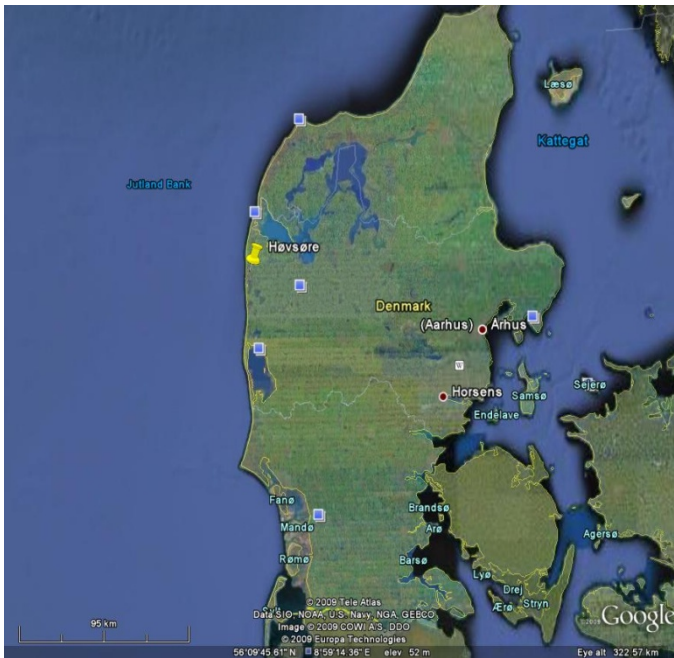 Læsø
Kattegat
Jutland Bank
Høvsøre
Denmark
(Aarhus) Århus
W
Horsens
Samsø
Sejerø
Endelave
Fanø
Mandø
Rømø
Brandsø
Arø
Barsø
Agersø
Lyø
Drej
Ærø
Stryn
© 2009 Tele Atlas
Data SIO, NOAA, U.S. Navy, NGA, GEBCO
Image © 2009 COWI A/S, DDO
© 2009 Europa Technologies
Google
95 km
56°09'45.61" N 8°59'14.36" E elev 52 m Eye alt 322.57 km